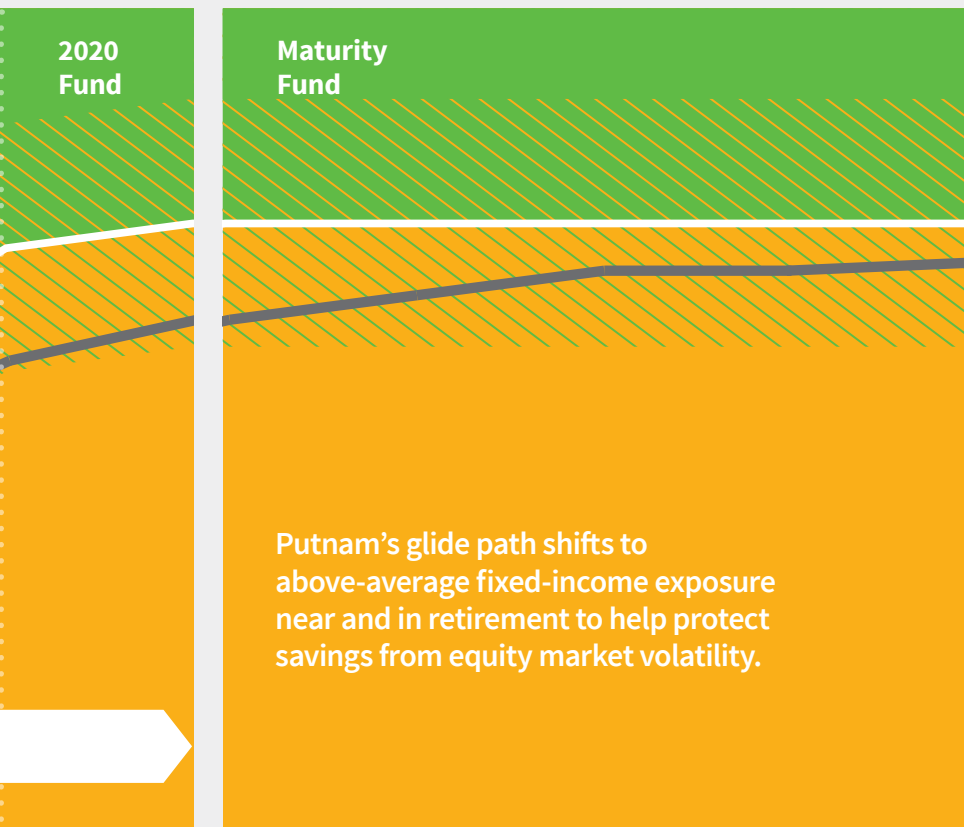 2020
Fund
Maturity
Fund
Putnam’s glide path shifts to
above-average fixed-income exposure
near and in retirement to help protect
savings from equity market volatility.